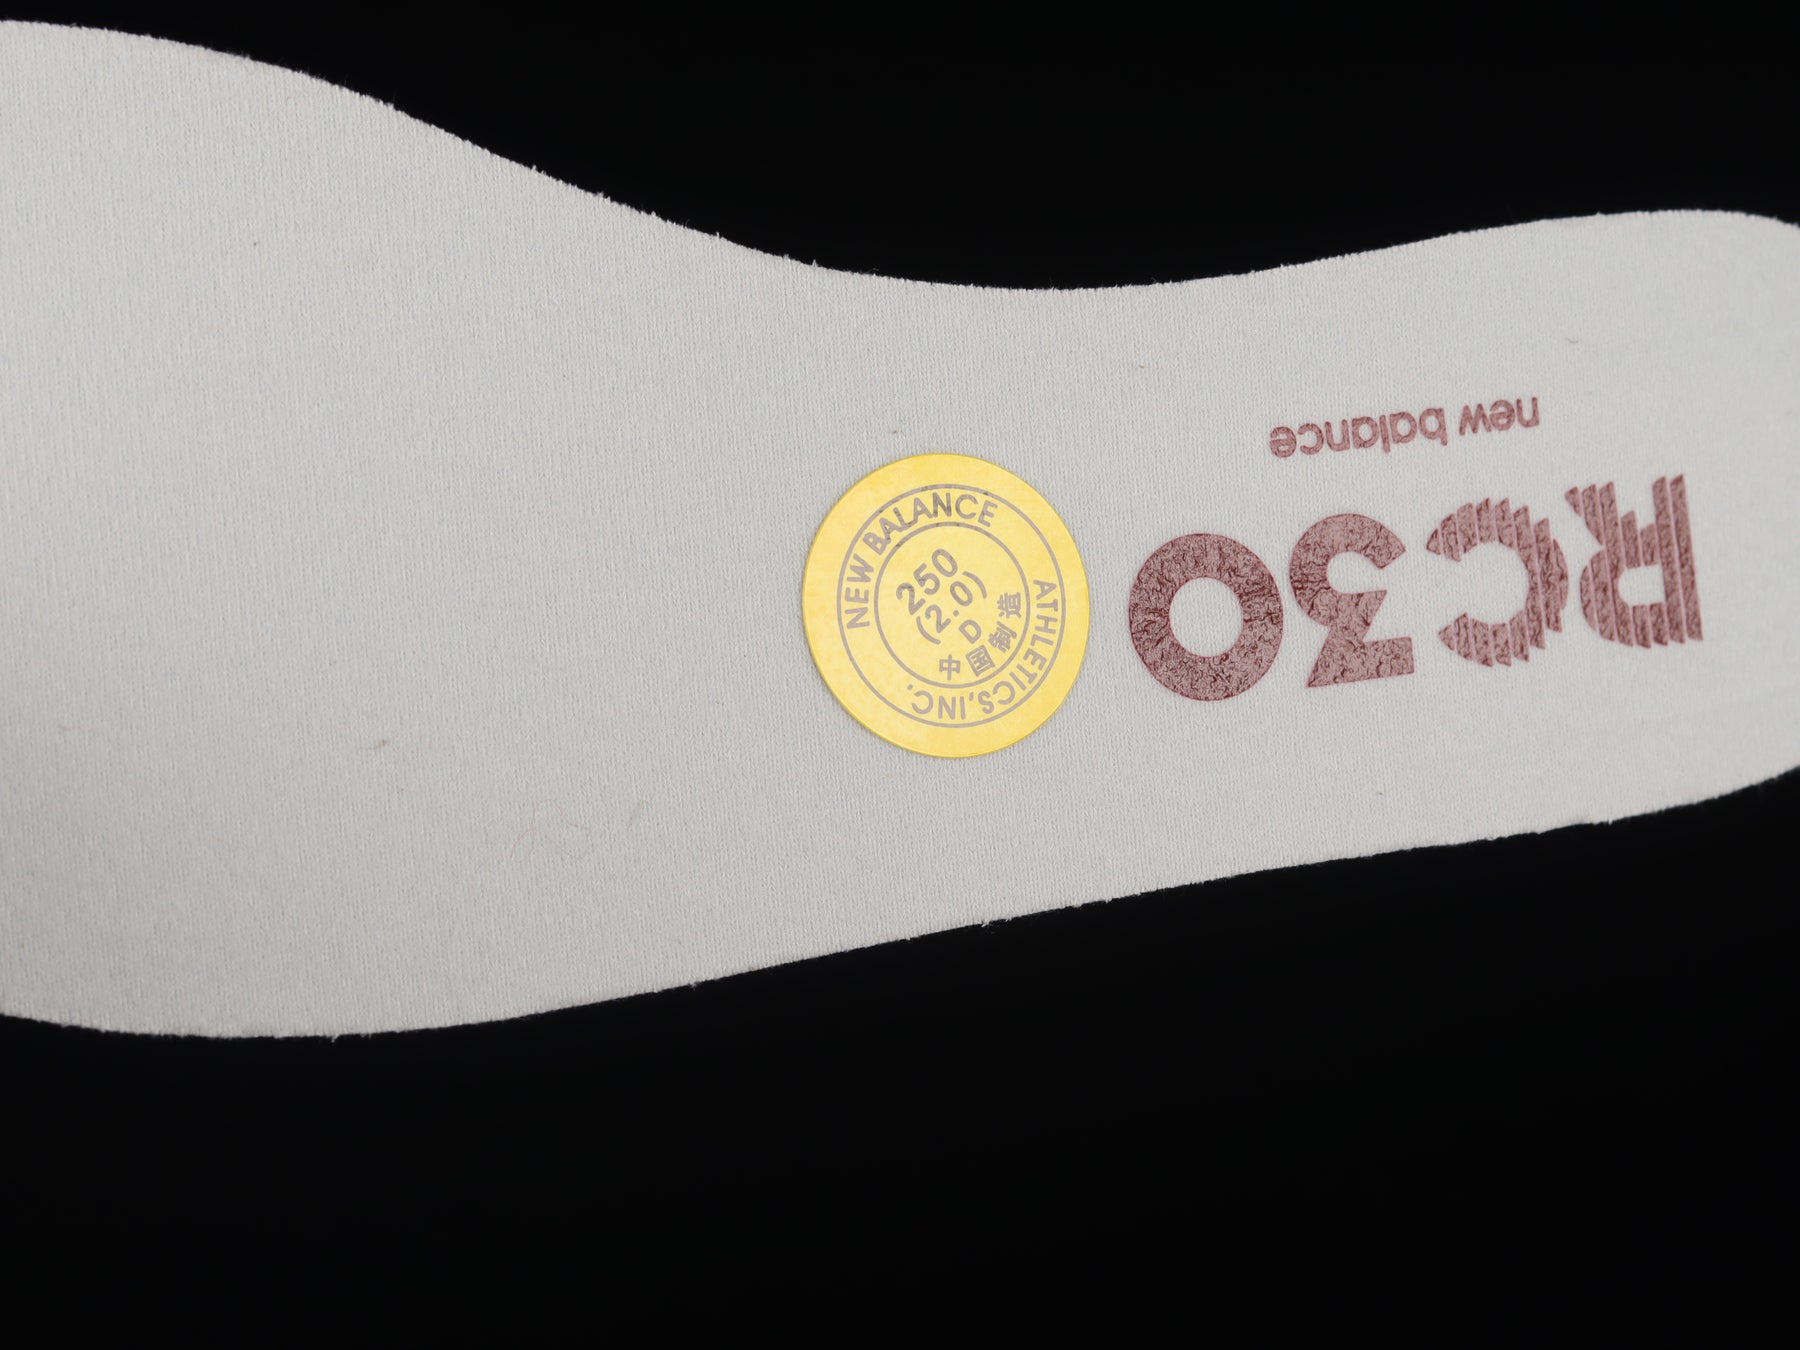 new balance
RC30
NEW BALANCE ATHLETICS, INC.
250
(2.0)
D
中国制造